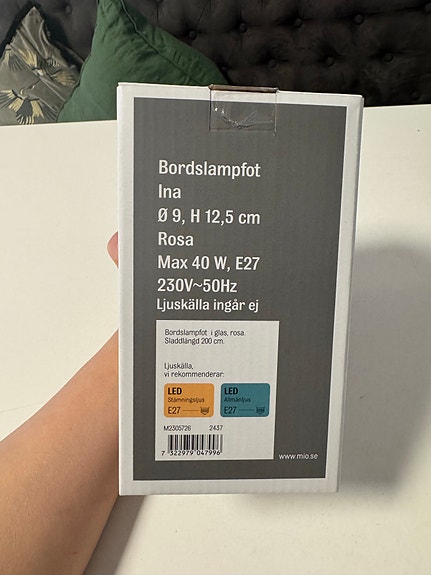 Bordslampfot
Ina
Ø 9, H 12,5 cm
Rosa
Max 40 W, E27
230V~50Hz
Ljuskälla ingår ej
Bordslampfot i glas, rosa.
Sladdlängd 200 cm.
Ljuskälla,
vi rekommenderar:
LED
Stämningsljus
E27
LED
Allmänljus
E27
M2305726 2437
7 322979 047996
www.mio.se